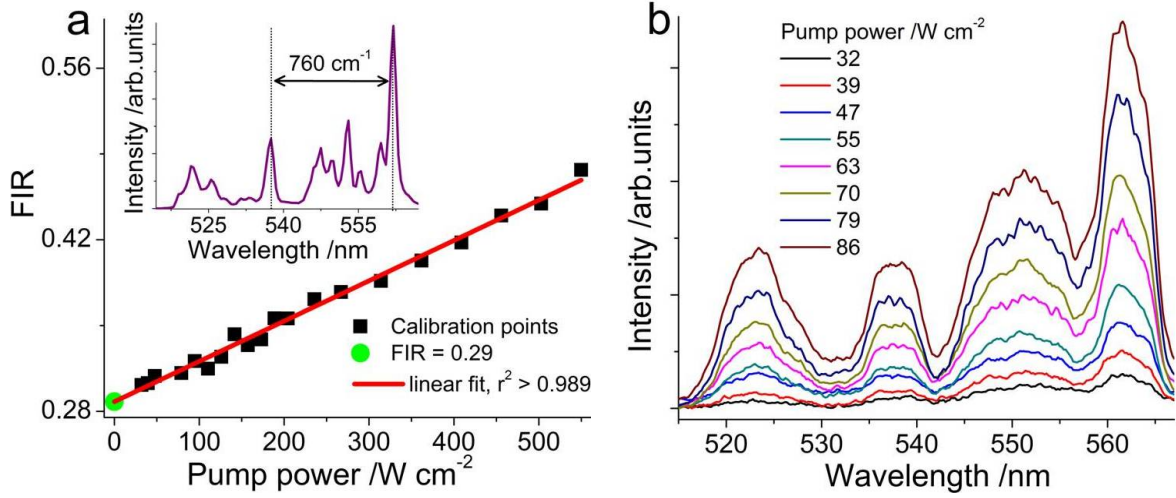 a
FIR
0.56
0.42
0.28
0
100
200
300
400
500
Pump power /W cm-2
Calibration points
FIR = 0.29
linear fit, r2 > 0.989
Intensity /arb.units
760 cm-1
525
540
555
Wavelength /nm
b
Intensity /arb.units
Pump power /W cm-2
32
39
47
55
63
70
79
86
520
530
540
550
560
Wavelength /nm